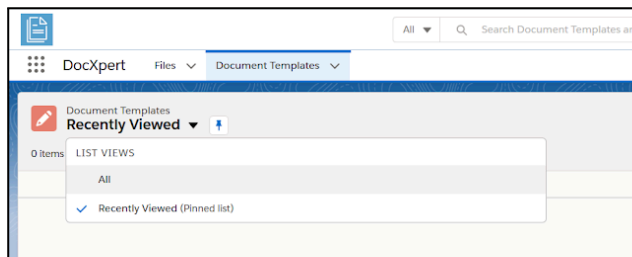 All
Search Document Templates
DocXpert
Files
Document Templates
Document Templates
Recently Viewed
0 items
LIST VIEWS
All
Recently Viewed (Pinned list)